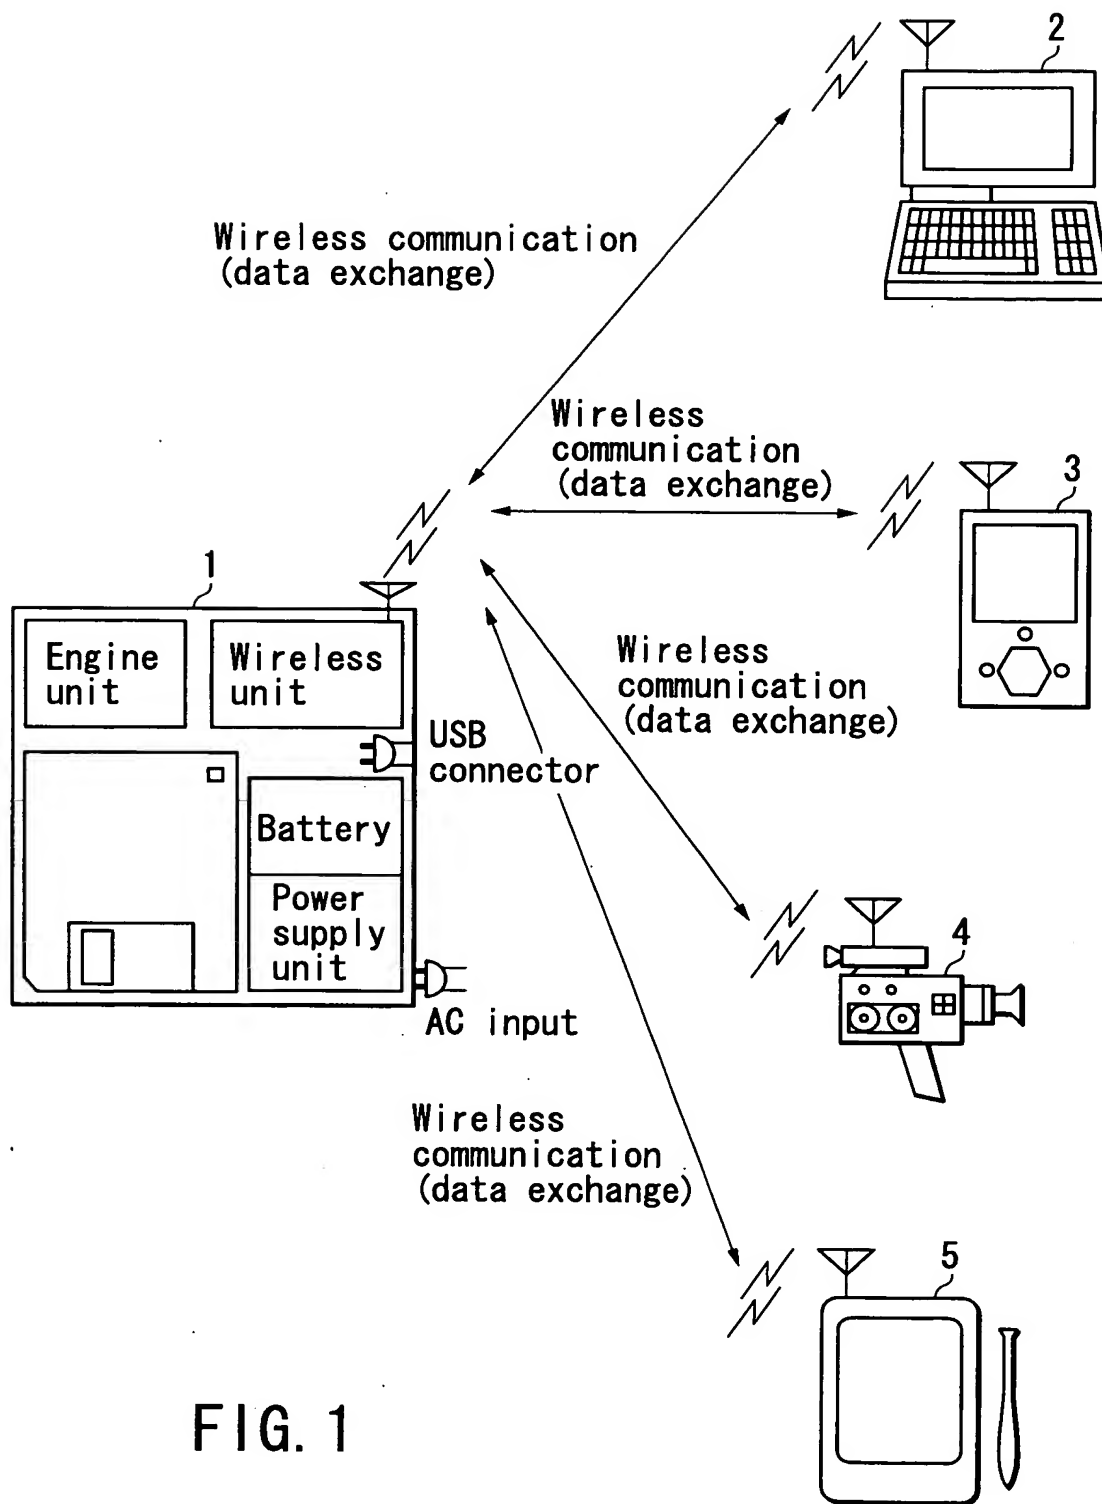 2
Wireless communication
(data exchange)
Wireless
communication
(data exchange)
3
1
Engine
unit
Wireless
unit
Wireless
communication
(data exchange)
USB
connector
Battery
Power
supply
unit
4
AC input
Wireless
communication
(data exchange)
5
FIG. 1